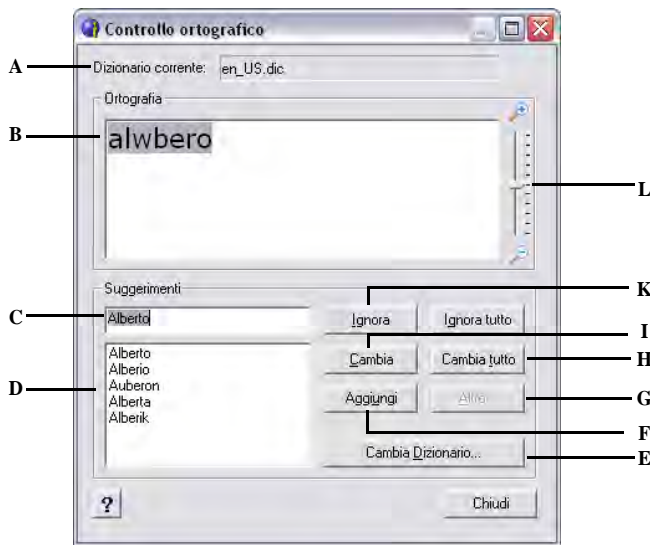 Controllo ortografico
A
Dizionario corrente: en_US.dic
Ortografia
B
alwbero
L
Suggerimenti
K
C
Alberto
Ignora
Ignora tutto
I
Alberto
Alberio
Auberon
Alberta
Alberik
Cambia
Cambia tutto
H
D
Aggiungi
Altro
G
F
Cambia Dizionario...
E
?
Chiudi